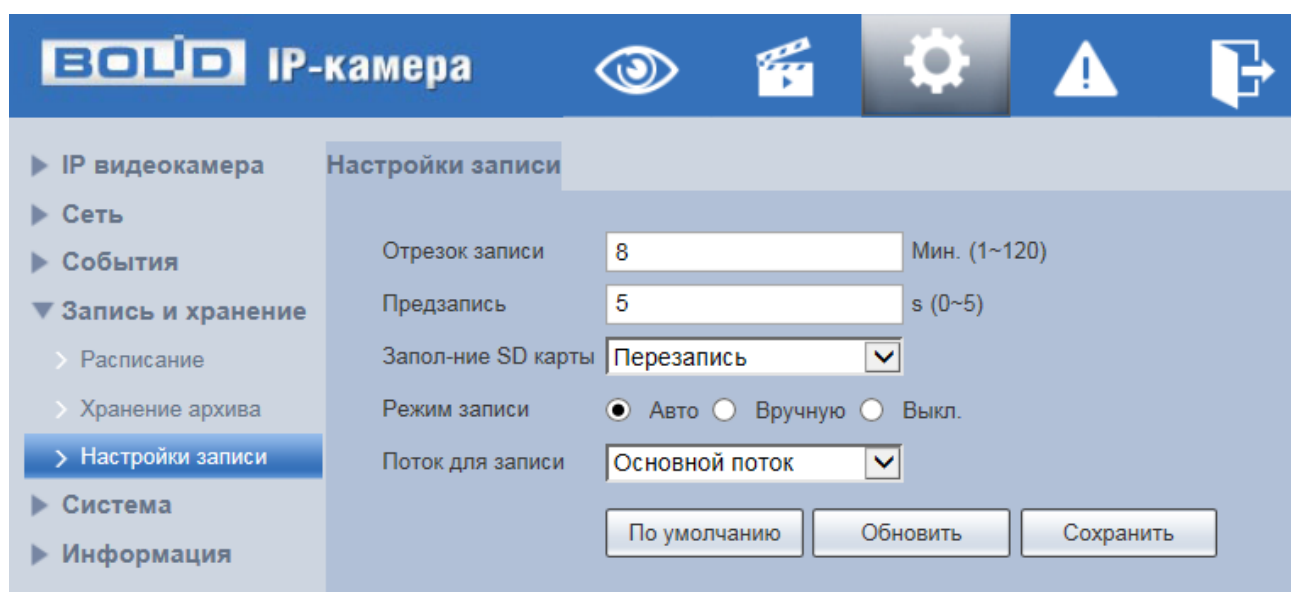 BOLID IP-камера
IP видеокамера
Сеть
События
Запись и хранение
Расписание
Хранение архива
Настройки записи
Система
Информация
Настройки записи
Отрезок записи 8 Мин. (1~120)
Предзапись 5 s (0~5)
Запол-ние SD карты Перезапись
Режим записи Авто Вручную Выкл.
Поток для записи Основной поток
По умолчанию Обновить Сохранить